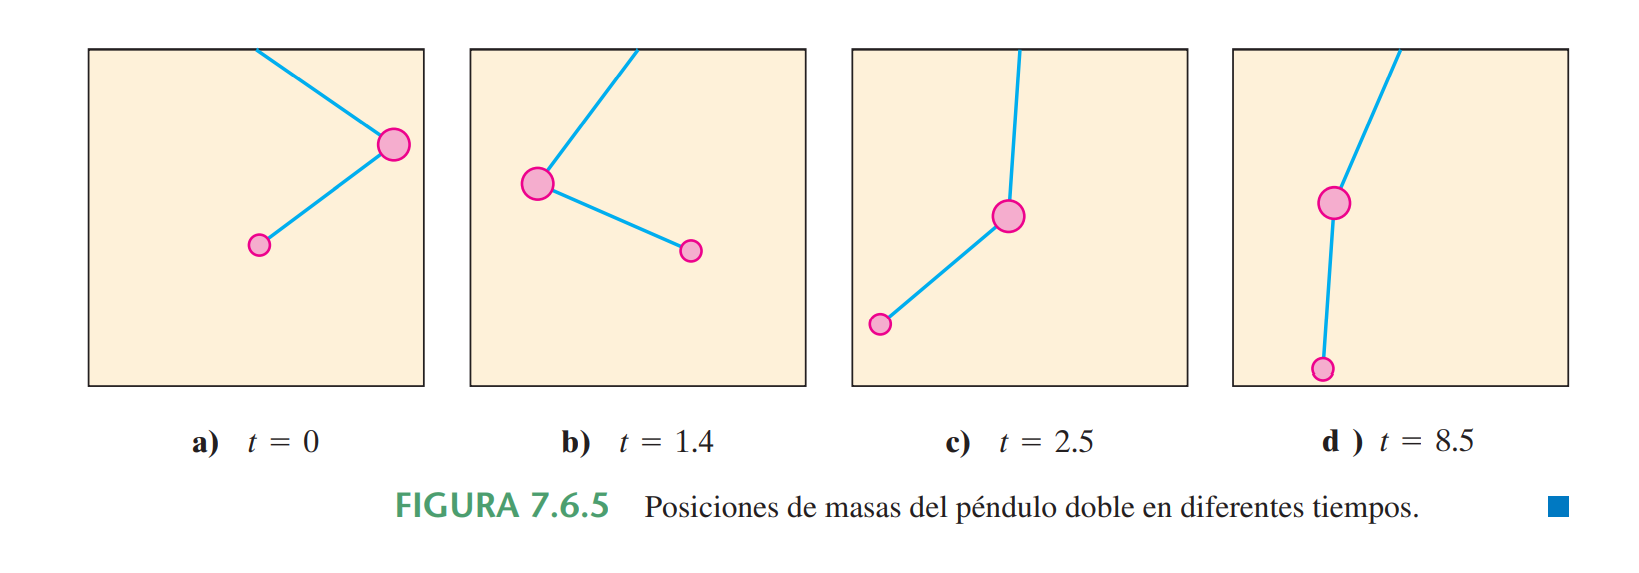 a) t = 0 b) t = 1.4 c) t = 2.5 d ) t = 8.5
FIGURA 7.6.5 Posiciones de masas del péndulo doble en diferentes tiempos.